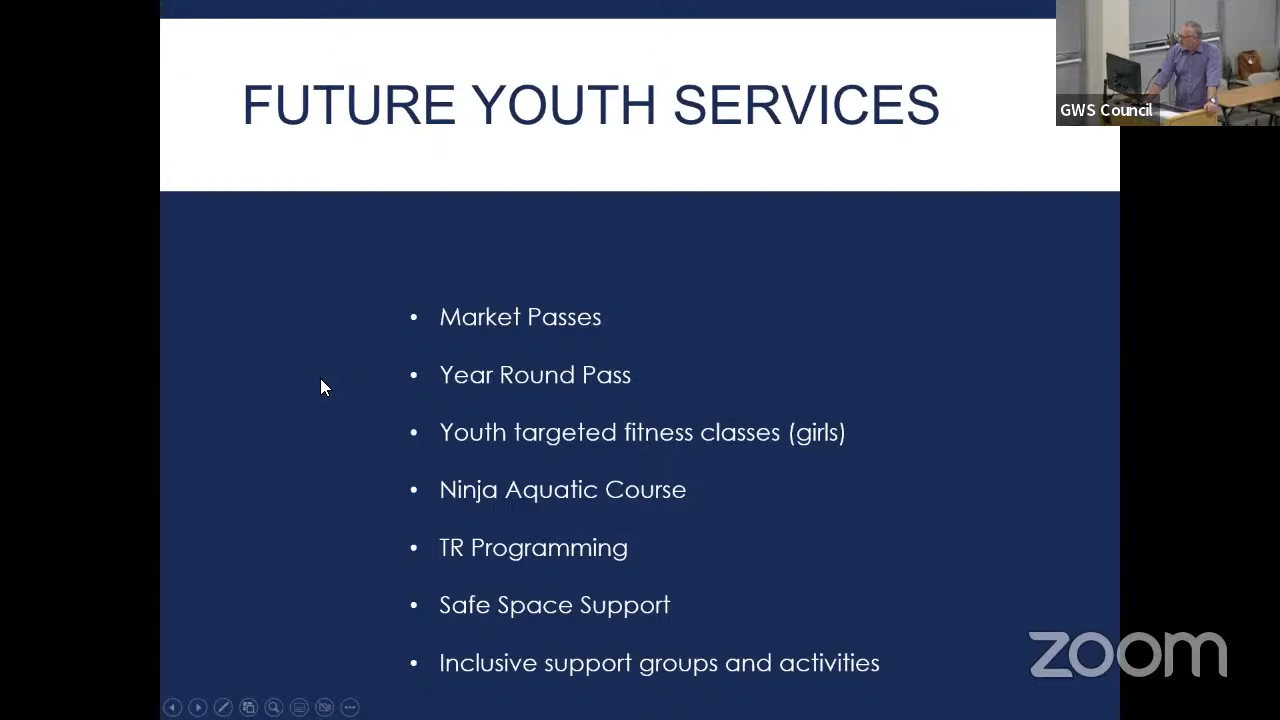 FUTURE YOUTH SERVICES
GWS Council
• Market Passes
• Year Round Pass
• Youth targeted fitness classes (girls)
• Ninja Aquatic Course
• TR Programming
• Safe Space Support
• Inclusive support groups and activities
zoom